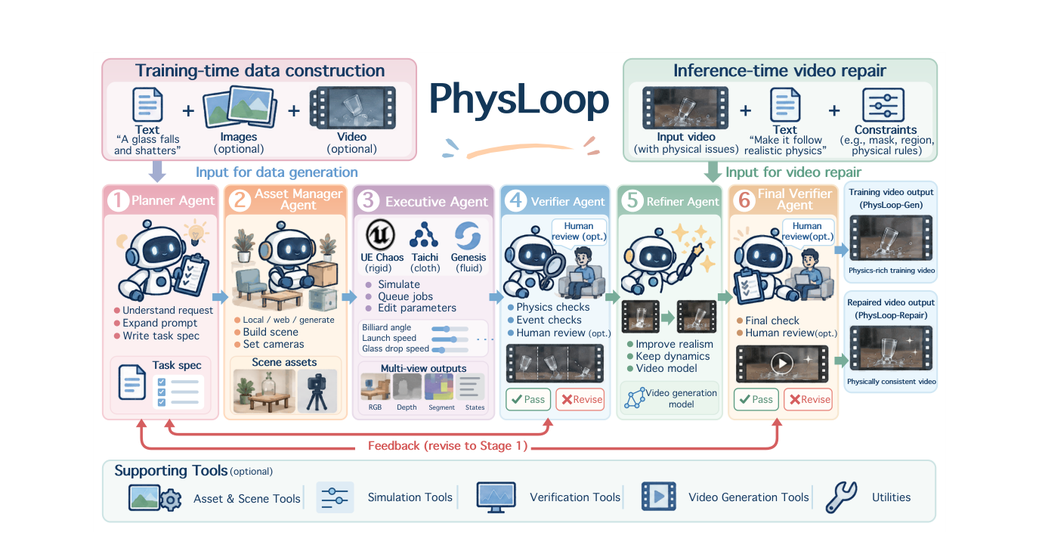 Training-time data construction
Text
“A glass falls
and shatters”
+
Images
(optional)
+
Video
(optional)
PhysLoop
Inference-time video repair
Input video
(with physical issues)
+
Text
“Make it follow
realistic physics”
+
Constraints
(e.g., mask, region,
physical rules)
Input for data generation
Input for video repair
1 Planner Agent
Understand request
Expand prompt
Write task spec
Task spec
2 Asset Manager
Agent
Local / web / generate
Build scene
Set cameras
Scene assets
3 Executive Agent
UE Chaos
(rigid)
Taichi
(cloth)
Genesis
(fluid)
Simulate
Queue jobs
Edit parameters
Billiard angle
Launch speed
Glass drop speed
...
Multi-view outputs
RGB
Depth
Segment
States
4 Verifier Agent
Human
review (opt.)
Physics checks
Event checks
Human review (opt.)
Pass
Revise
5 Refiner Agent
Improve realism
Keep dynamics
Video model
Video generation
model
6 Final Verifier
Agent
Human
review(opt.)
Final check
Human review(opt.)
Pass
Revise
Training video output
(PhysLoop-Gen)
Physics-rich training video
Repaired video output
(PhysLoop-Repair)
Physically consistent video
Feedback (revise to Stage 1)
Supporting Tools (optional)
Asset & Scene Tools
Simulation Tools
Verification Tools
Video Generation Tools
Utilities